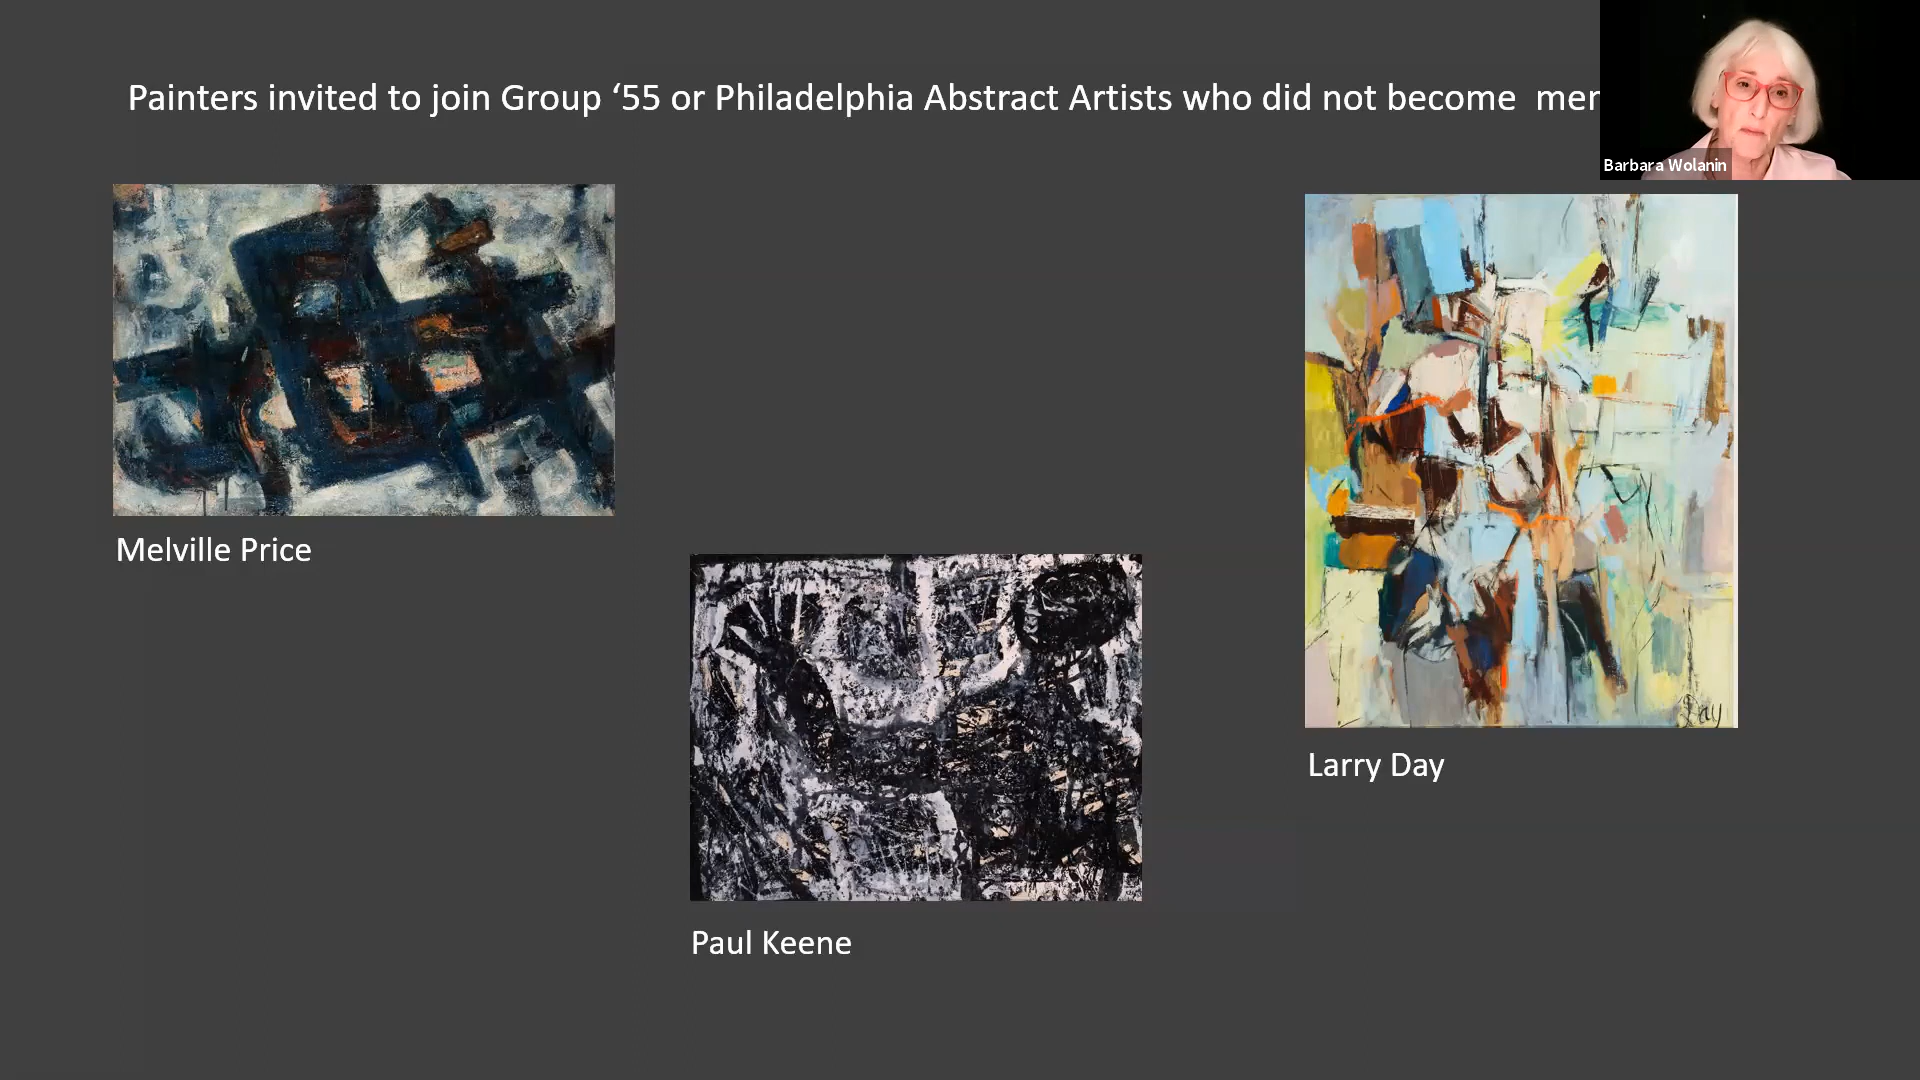 Painters invited to join Group ‘55 or Philadelphia Abstract Artists who did not become mer
Barbara Wolanin
Melville Price
Day
Larry Day
Paul Keene